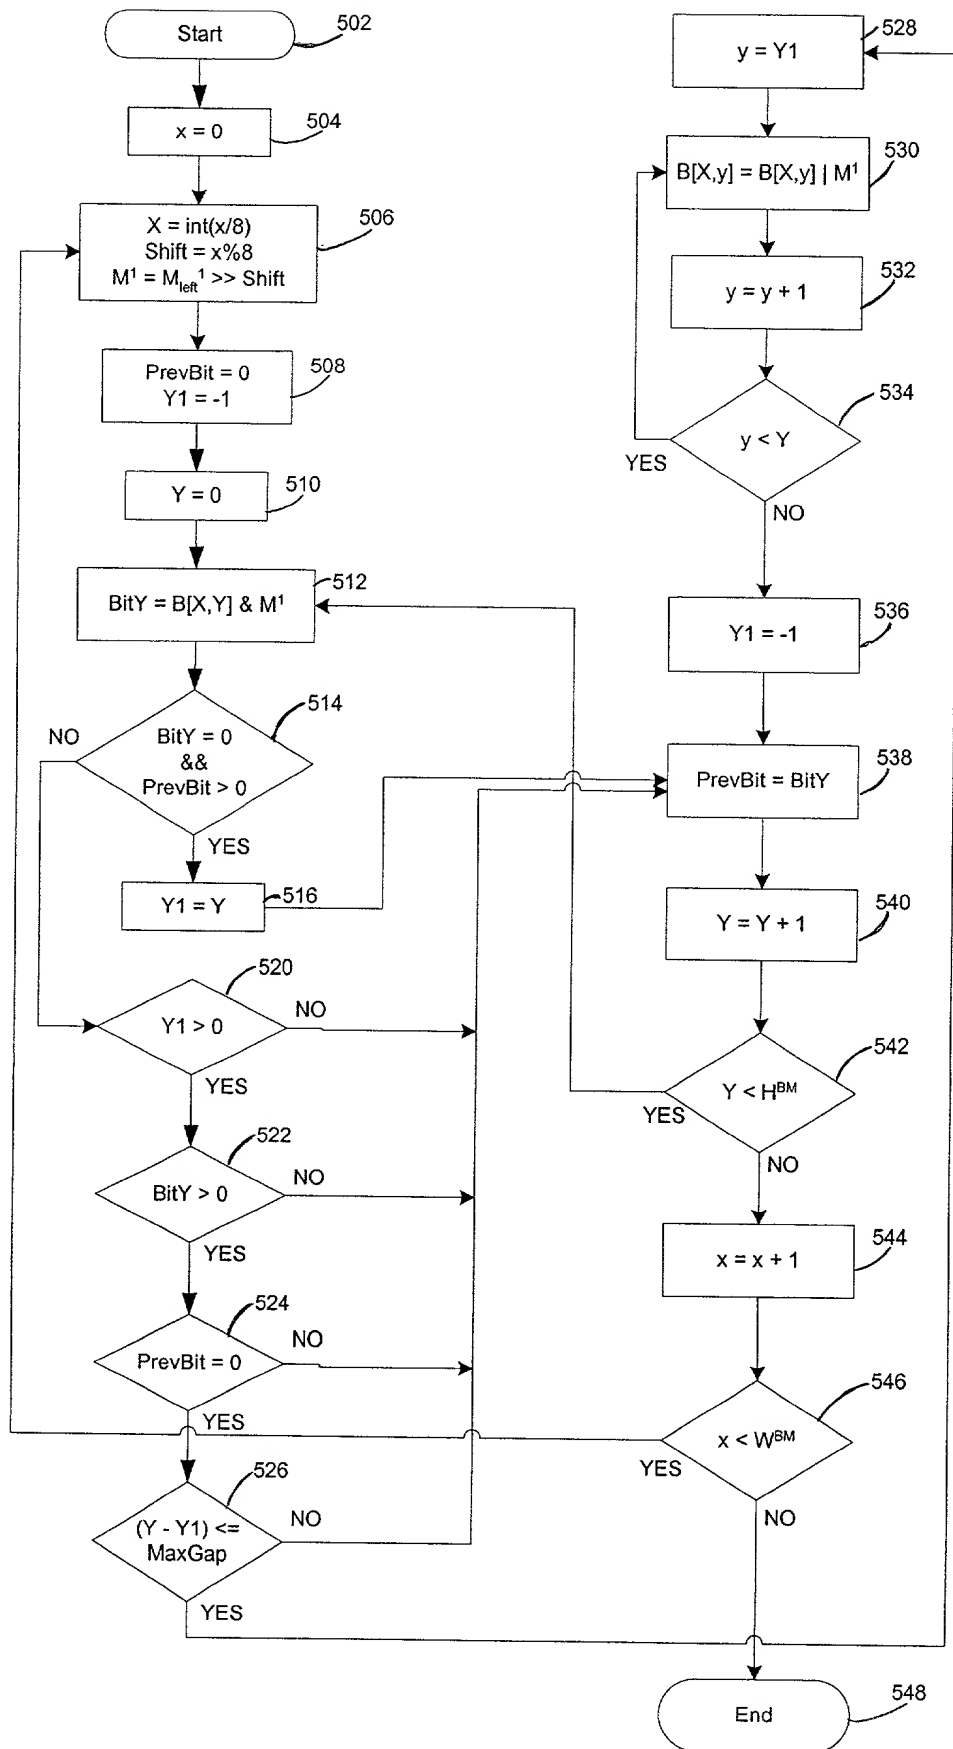 Start
502
x = 0
504
X = int(x/8)
Shift = x%8
M¹ = M_left¹ >> Shift
506
PrevBit = 0
Y1 = -1
508
Y = 0
510
BitY = B[X,Y] & M¹
512
BitY = 0
&&
PrevBit > 0
514
NO
YES
Y1 = Y
516
Y1 > 0
520
NO
YES
BitY > 0
522
NO
YES
PrevBit = 0
524
NO
YES
(Y - Y1) <=
MaxGap
526
NO
YES
y = Y1
528
B[X,y] = B[X,y] | M¹
530
y = y + 1
532
y < Y
534
YES
NO
Y1 = -1
536
PrevBit = BitY
538
Y = Y + 1
540
Y < Hᴮᴹ
542
YES
NO
x = x + 1
544
x < Wᴮᴹ
546
YES
NO
End
548